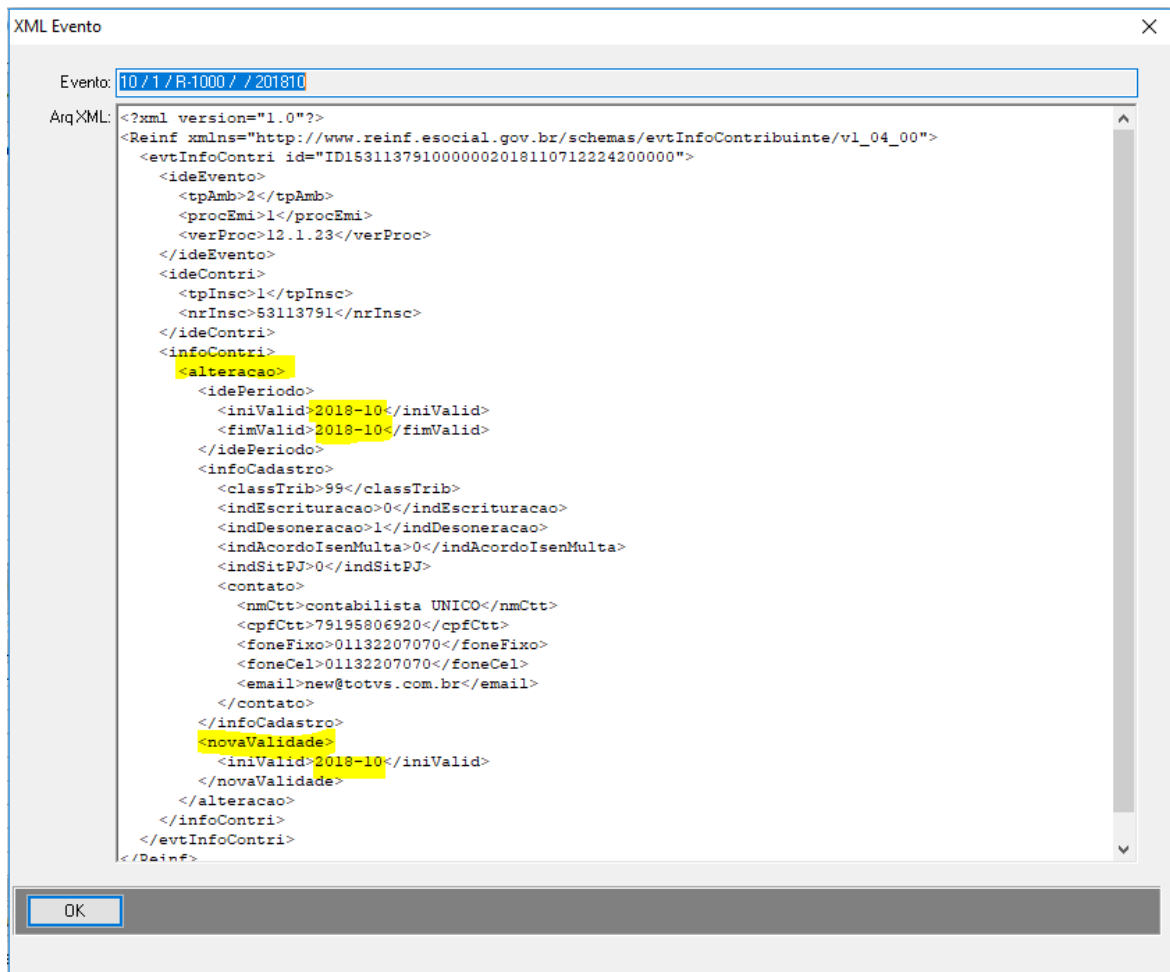 XML Evento
Evento: 10 / 1 / R-1000 /  / 201810
Arq XML: <?xml version="1.0"?>
<Reinf xmlns="http://www.reinf.esocial.gov.br/schemas/evtInfoContribuinte/v1_04_00">
<evtInfoContri id="ID1531137910000002018110712224200000">
<ideEvento>
<tpAmb>2</tpAmb>
<procEmi>1</procEmi>
<verProc>12.1.23</verProc>
</ideEvento>
<ideContri>
<tpInsc>1</tpInsc>
<nrInsc>53113791</nrInsc>
</ideContri>
<infoContri>
<alteracao>
<idePeriodo>
<iniValid>2018-10</iniValid>
<fimValid>2018-10</fimValid>
</idePeriodo>
<infoCadastro>
<classTrib>99</classTrib>
<indEscrituracao>0</indEscrituracao>
<indDesoneracao>1</indDesoneracao>
<indAcordoIsenMulta>0</indAcordoIsenMulta>
<indSitPJ>0</indSitPJ>
<contato>
<nmCtt>contabilista UNICO</nmCtt>
<cpfCtt>79195806920</cpfCtt>
<foneFixo>01132207070</foneFixo>
<foneCel>01132207070</foneCel>
<email>new@totvs.com.br</email>
</contato>
</infoCadastro>
<novaValidade>
<iniValid>2018-10</iniValid>
</novaValidade>
</alteracao>
</infoContri>
</evtInfoContri>
</Reinf>
OK